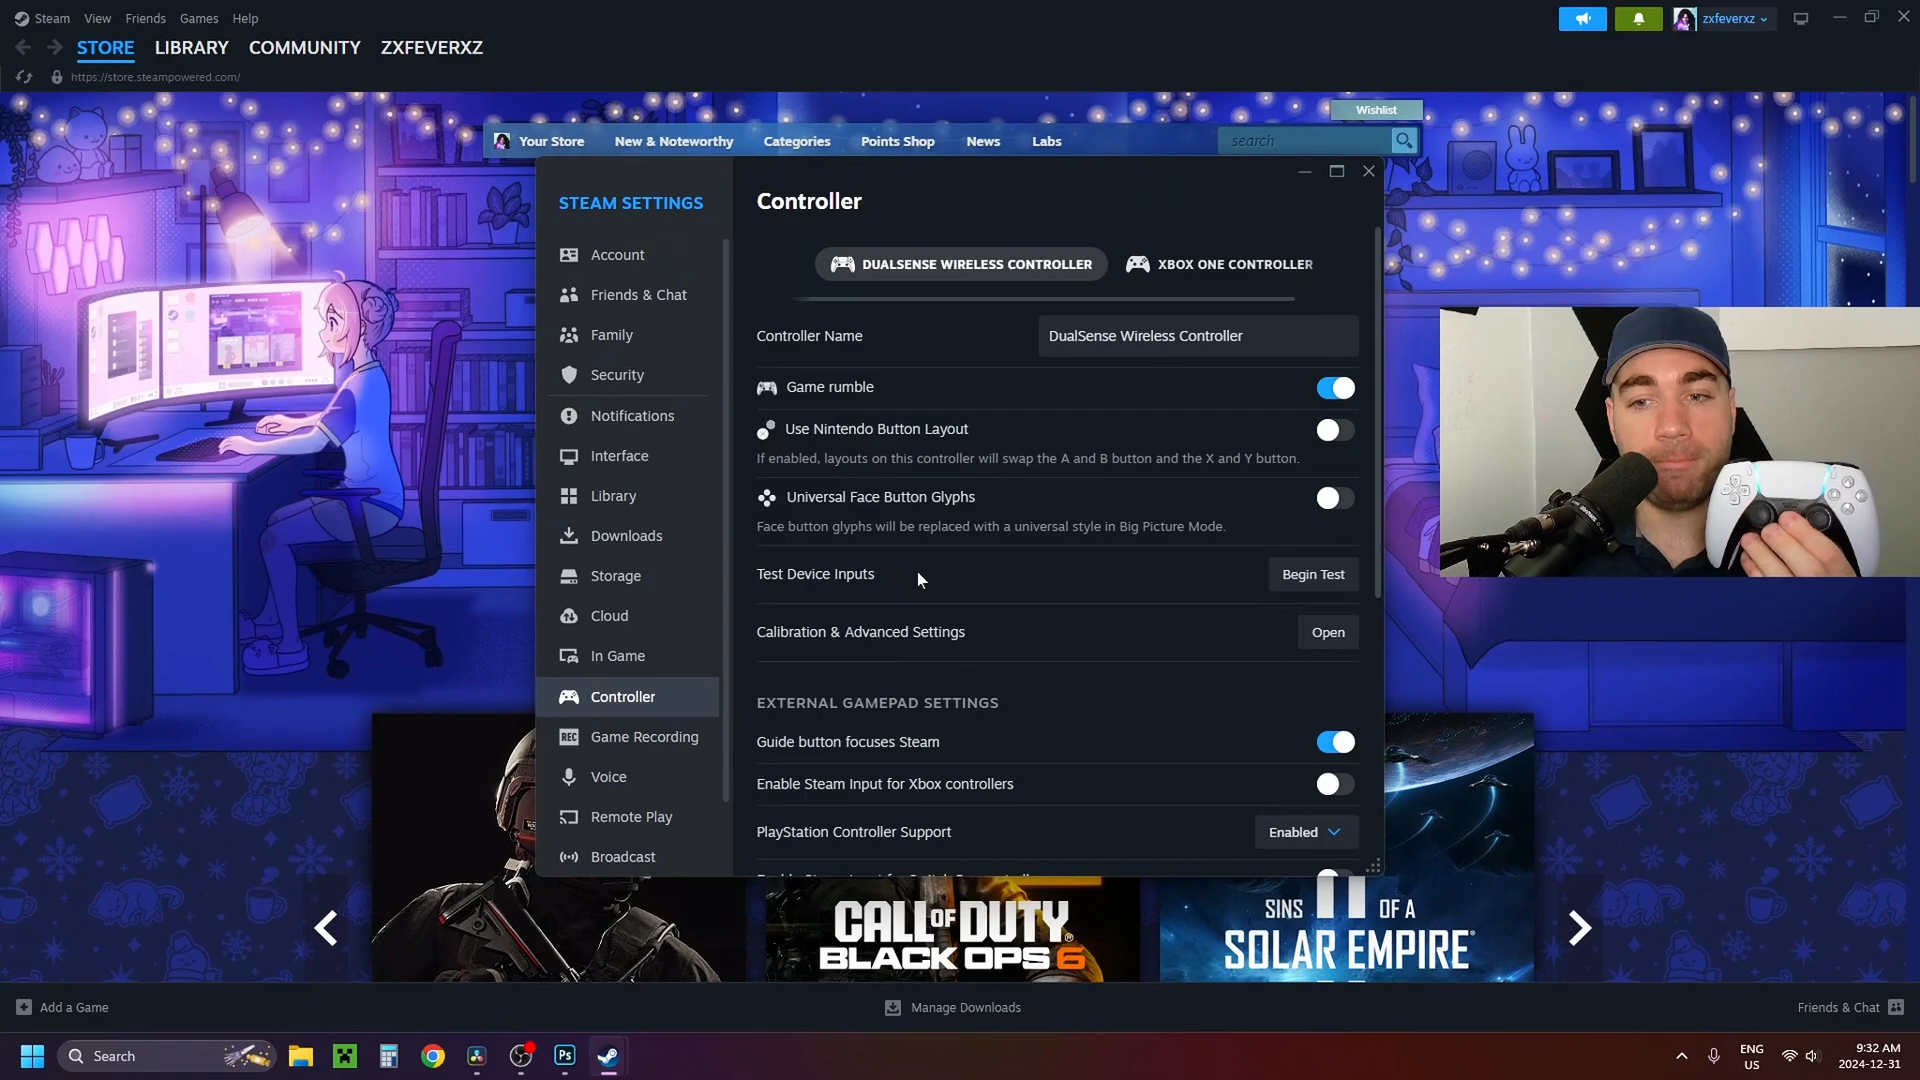 Steam View Friends Games Help
zxfeverxz
STORE LIBRARY COMMUNITY ZXFEVERXZ
https://store.steampowered.com/
Wishlist
Your Store New & Noteworthy Categories Points Shop News Labs
search
STEAM SETTINGS
Account
Friends & Chat
Family
Security
Notifications
Interface
Library
Downloads
Storage
Cloud
In Game
Controller
REC Game Recording
Voice
Remote Play
Broadcast
Controller
DUALSENSE WIRELESS CONTROLLER XBOX ONE CONTROLLER
Controller Name DualSense Wireless Controller
Game rumble
Use Nintendo Button Layout
If enabled, layouts on this controller will swap the A and B button and the X and Y button.
Universal Face Button Glyphs
Face button glyphs will be replaced with a universal style in Big Picture Mode.
Test Device Inputs Begin Test
Calibration & Advanced Settings Open
EXTERNAL GAMEPAD SETTINGS
Guide button focuses Steam
Enable Steam Input for Xbox controllers
PlayStation Controller Support Enabled
CALL OF DUTY
BLACK OPS 6
SINS II OF A
SOLAR EMPIRE
Add a Game Manage Downloads Friends & Chat
Search
Ps
ENG
US
9:32 AM
2024-12-31